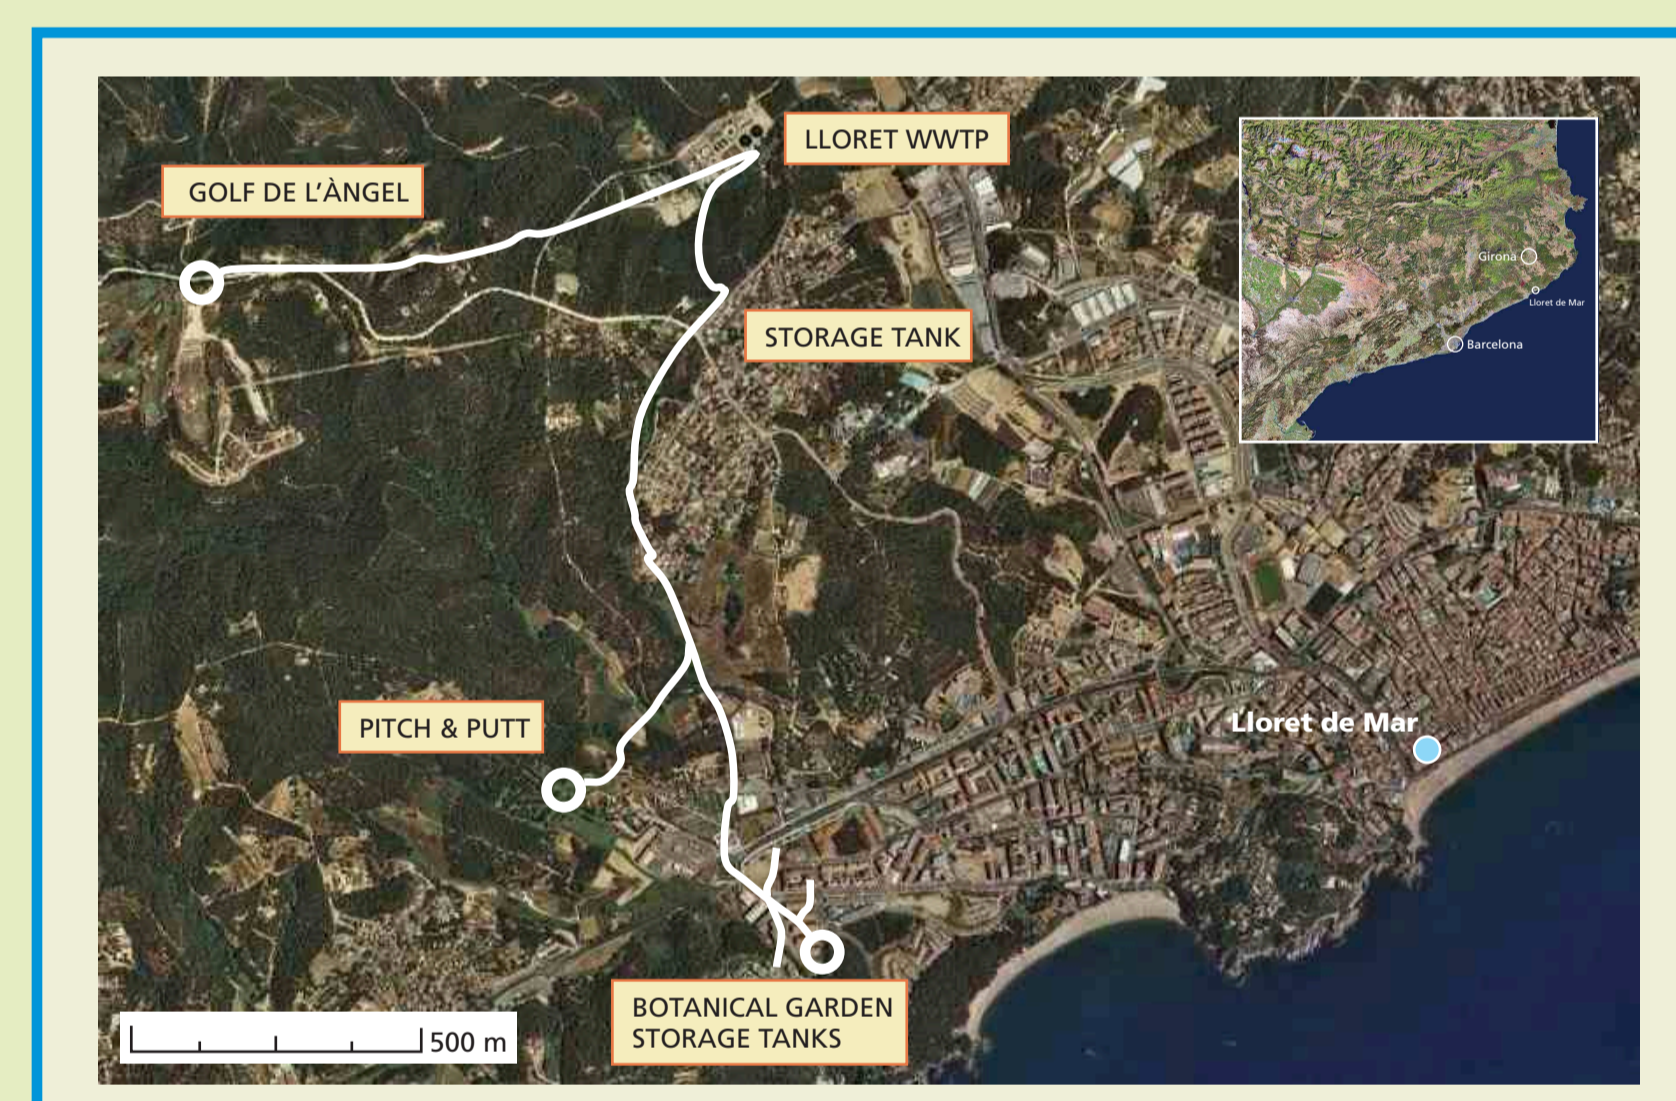 LLORET WWTP
GOLF DE L'ÀNGEL
Girona
Lloret de Mar
STORAGE TANK
Barcelona
PITCH & PUTT
Lloret de Mar
BOTANICAL GARDEN
STORAGE TANKS
500 m